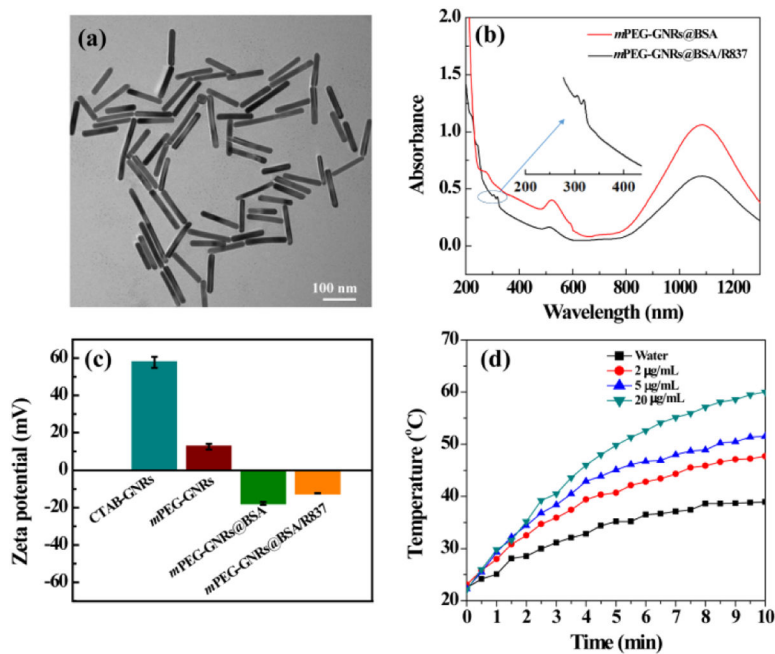 (a)
100 nm
(b)
mPEG-GNRs@BSA
mPEG-GNRs@BSA/R837
Absorbance
2.0
1.5
1.0
0.5
0.0
200 300 400
200 400 600 800 1000 1200
Wavelength (nm)
(c)
Zeta potential (mV)
60
40
20
0
-20
-40
-60
CTAB-GNRs
mPEG-GNRs
mPEG-GNRs@BSA
mPEG-GNRs@BSA/R837
(d)
Water
2 μg/mL
5 μg/mL
20 μg/mL
Temperature (°C)
70
60
50
40
30
20
0 1 2 3 4 5 6 7 8 9 10
Time (min)